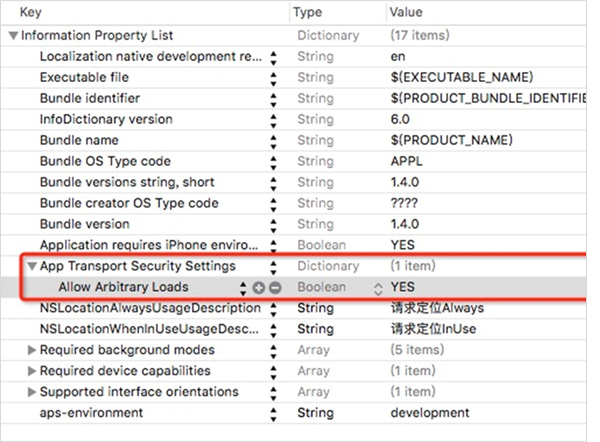 Key Type Value
Information Property List Dictionary (17 items)
Localization native development re... String en
Executable file String $(EXECUTABLE_NAME)
Bundle identifier String $(PRODUCT_BUNDLE_IDENTIFIE
InfoDictionary version String 6.0
Bundle name String $(PRODUCT_NAME)
Bundle OS Type code String APPL
Bundle versions string, short String 1.4.0
Bundle creator OS Type code String ????
Bundle version String 1.4.0
Application requires iPhone enviro... Boolean YES
App Transport Security Settings Dictionary (1 item)
Allow Arbitrary Loads Boolean YES
NSLocationAlwaysUsageDescription String 请求定位Always
NSLocationWhenInUseUsageDesc... String 请求定位InUse
Required background modes Array (5 items)
Required device capabilities Array (1 item)
Supported interface orientations Array (1 item)
aps-environment String development